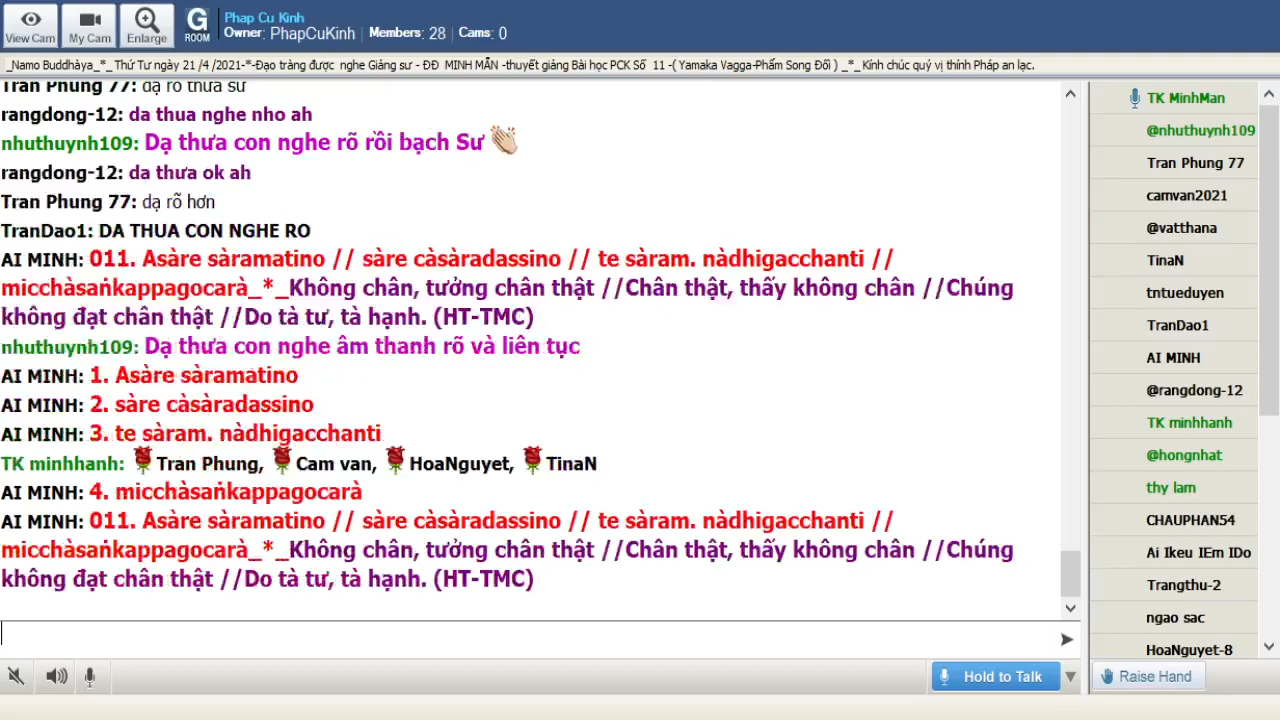 View Cam
My Cam
Enlarge
G
ROOM
Phap Cu Kinh
Owner: PhapCuKinh | Members: 28 | Cams: 0
_Namo Buddhàya_*_ Thứ Tư ngày 21 /4 /2021-*-Đạo tràng được nghe Giảng sư - ĐĐ MINH MẪN -thuyết giảng Bài học PCK Số 11 -( Yamaka Vagga-Phẩm Song Đối ) _*_ Kính chúc quý vị thính Pháp an lạc.
Tran Phung 77: dạ rõ thưa sư
rangdong-12: da thua nghe nho ah
nhuthuynh109: Dạ thưa con nghe rõ rồi bạch Sư
rangdong-12: da thưa ok ah
Tran Phung 77: dạ rõ hơn
TranDao1: DA THUA CON NGHE RO
AI MINH: 011. Asàre sàramatino // sàre càsàradassino // te sàram. nàdhigacchanti //
micchàsaṅkappagocarà_*_Không chân, tưởng chân thật //Chân thật, thấy không chân //Chúng
không đạt chân thật //Do tà tư, tà hạnh. (HT-TMC)
nhuthuynh109: Dạ thưa con nghe âm thanh rõ và liên tục
AI MINH: 1. Asàre sàramatino
AI MINH: 2. sàre càsàradassino
AI MINH: 3. te sàram. nàdhigacchanti
TK minhhanh: Tran Phung, Cam van, HoaNguyet, TinaN
AI MINH: 4. micchàsaṅkappagocarà
AI MINH: 011. Asàre sàramatino // sàre càsàradassino // te sàram. nàdhigacchanti //
micchàsaṅkappagocarà_*_Không chân, tưởng chân thật //Chân thật, thấy không chân //Chúng
không đạt chân thật //Do tà tư, tà hạnh. (HT-TMC)
TK MinhMan
@nhuthuynh109
Tran Phung 77
camvan2021
@vatthana
TinaN
tntueduyen
TranDao1
AI MINH
@rangdong-12
TK minhhanh
@hongnhat
thy lam
CHAUPHAN54
Ai Ikeu IEm IDo
Trangthu-2
ngao sac
HoaNguyet-8
Hold to Talk
Raise Hand